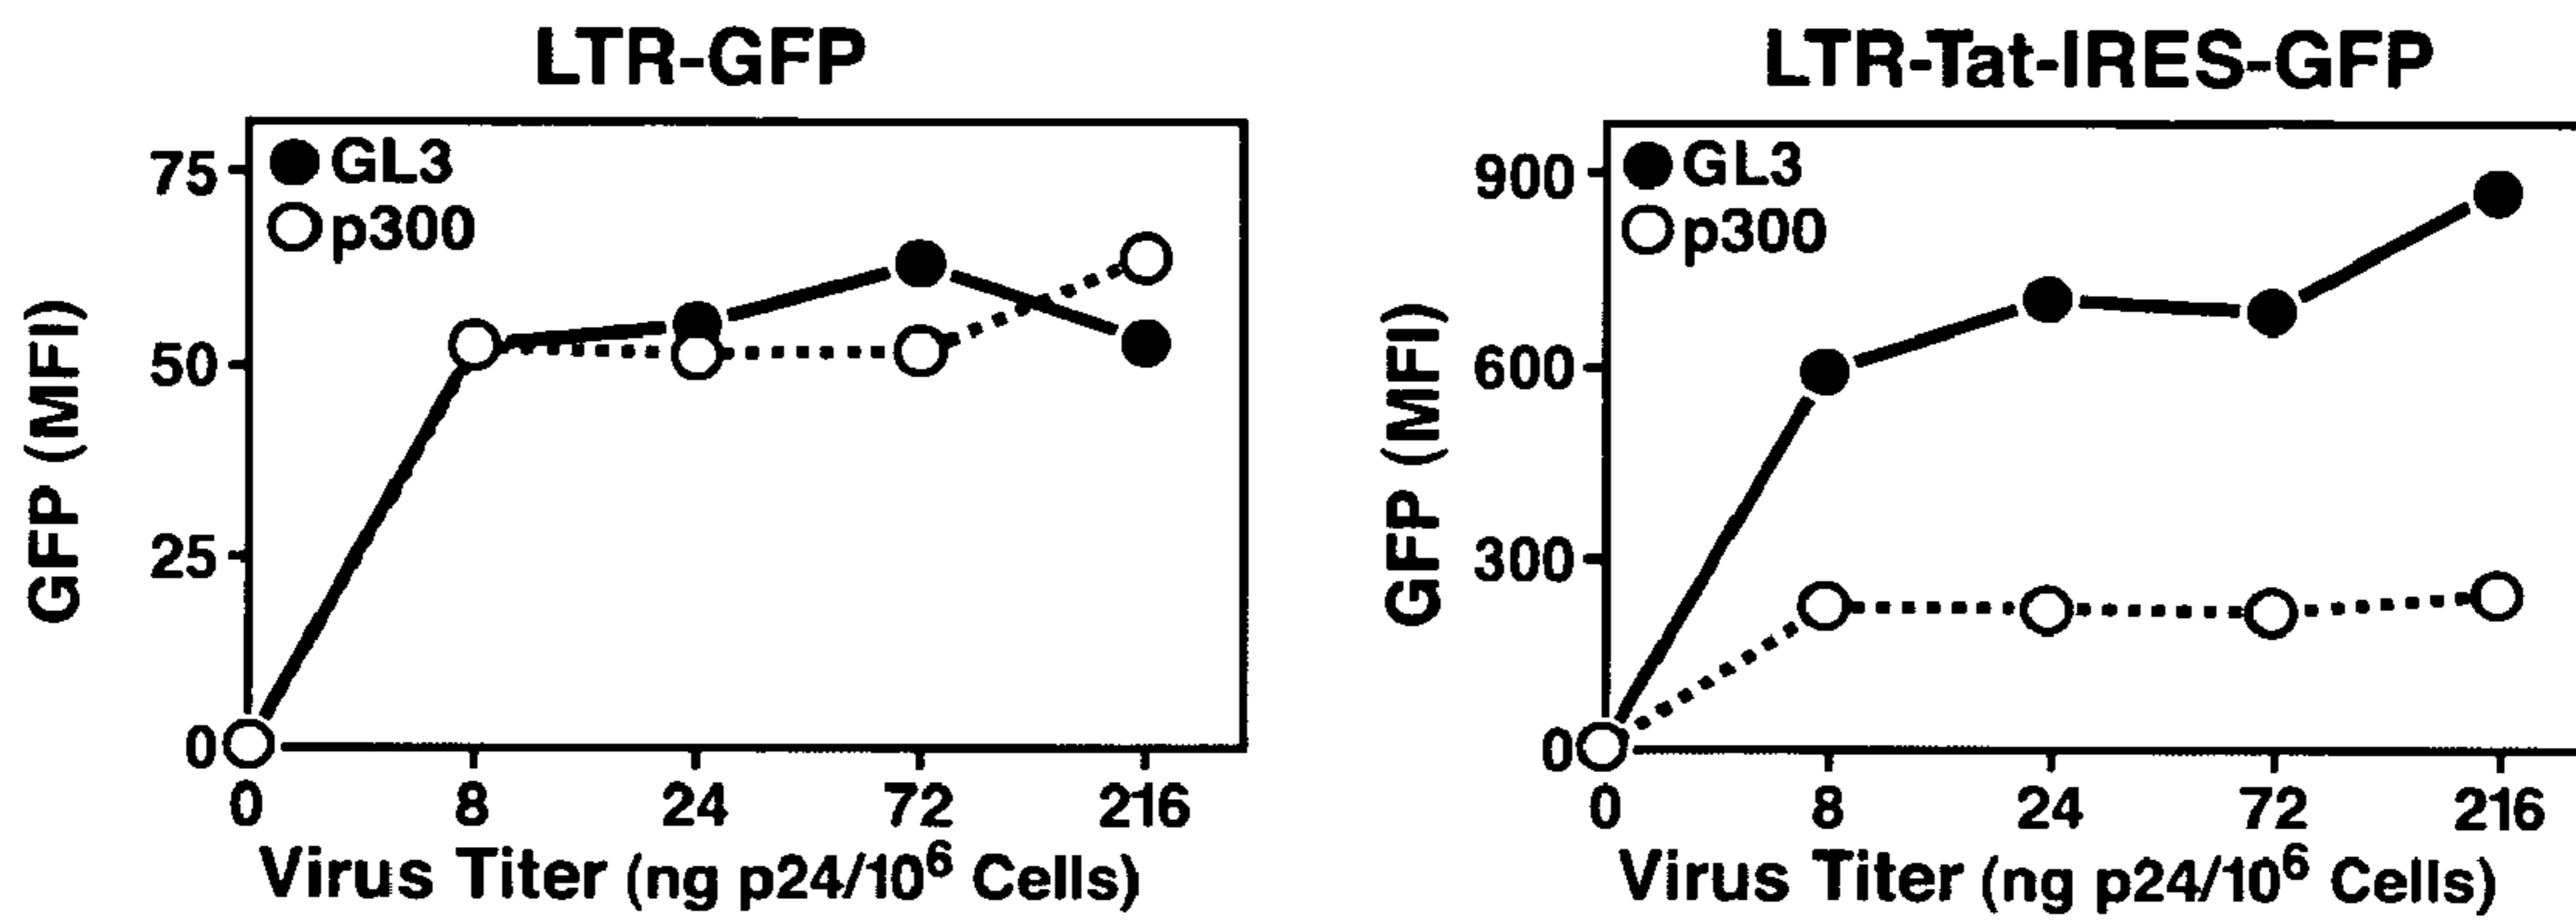 LTR-GFP
GL3
p300
75
50
25
0
GFP (MFI)
0 8 24 72 216
Virus Titer (ng p24/10⁶ Cells)
LTR-Tat-IRES-GFP
GL3
p300
900
600
300
0
GFP (MFI)
0 8 24 72 216
Virus Titer (ng p24/10⁶ Cells)